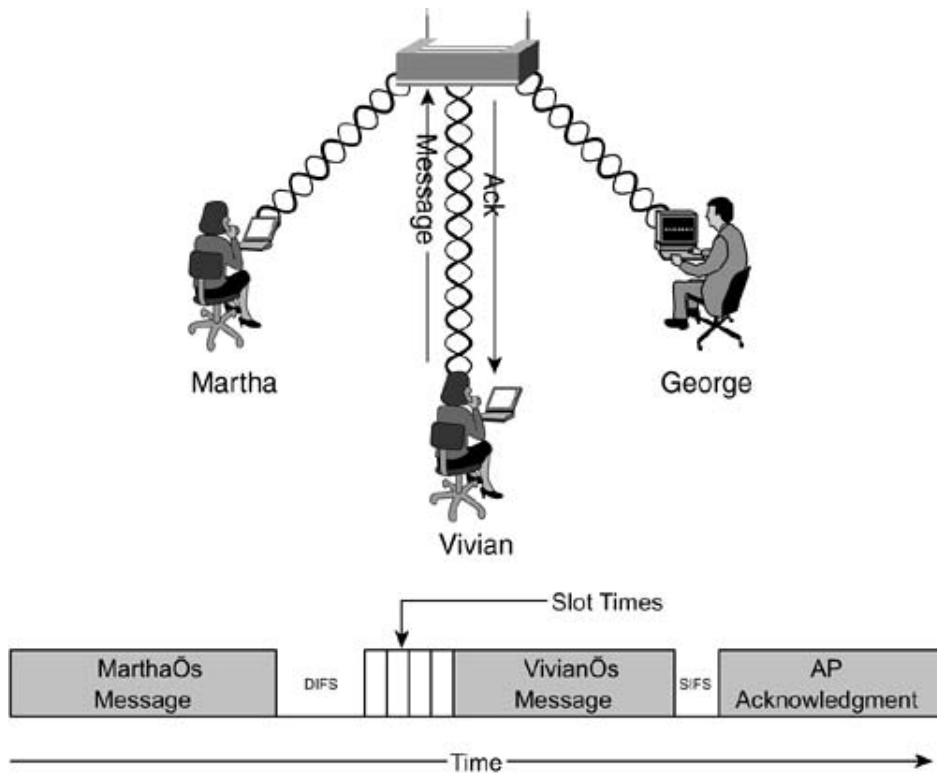 Message
Ack
Martha
George
Vivian
Slot Times
MarthaÕs
Message
DIFS
VivianÕs
Message
SIFS
AP
Acknowledgment
Time